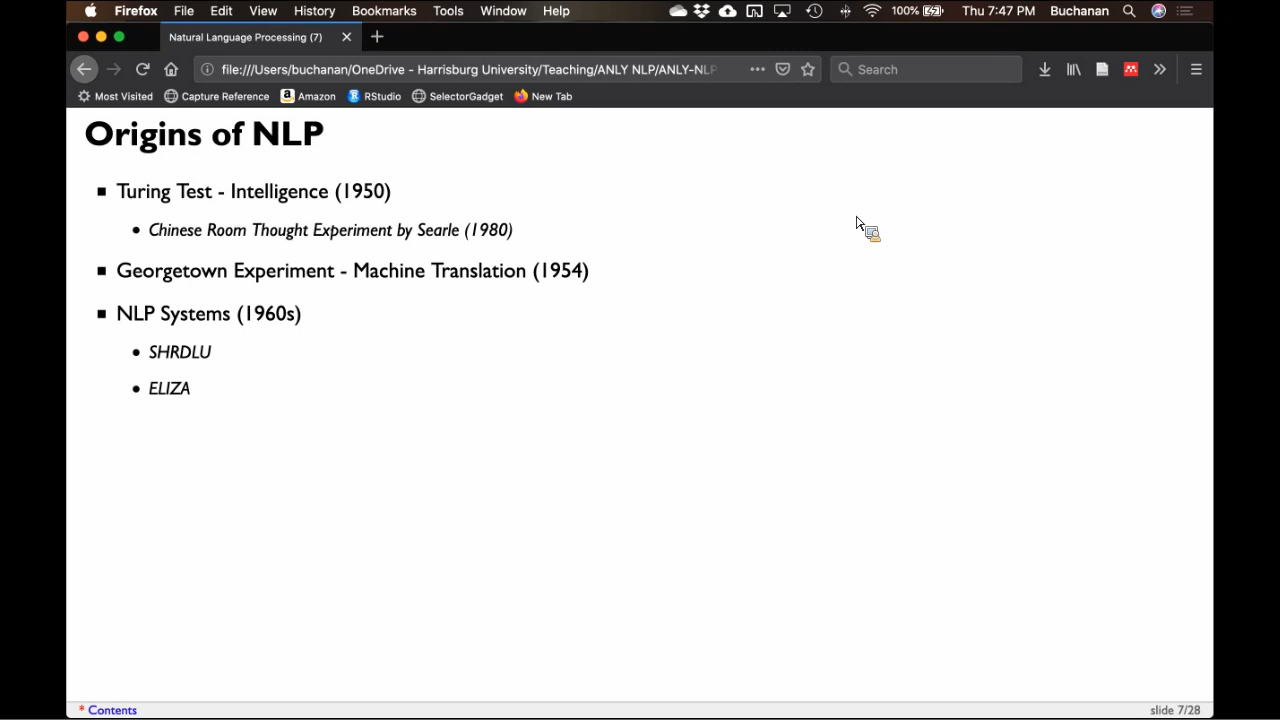 Firefox File Edit View History Bookmarks Tools Window Help 100% Thu 7:47 PM Buchanan
Natural Language Processing (7)
file:///Users/buchanan/OneDrive - Harrisburg University/Teaching/ANLY NLP/ANLY-NLP Search
Most Visited Capture Reference Amazon RStudio SelectorGadget New Tab
Origins of NLP
Turing Test - Intelligence (1950)
Chinese Room Thought Experiment by Searle (1980)
Georgetown Experiment - Machine Translation (1954)
NLP Systems (1960s)
SHRDLU
ELIZA
* Contents slide 7/28